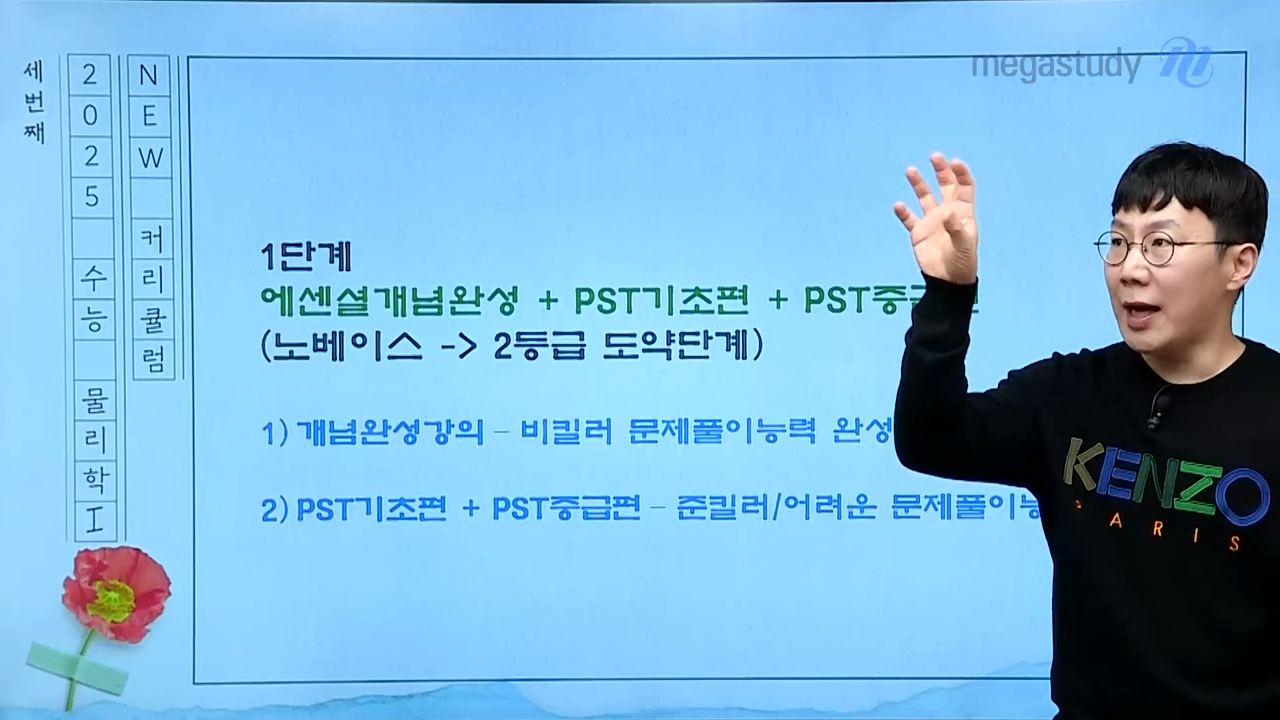 megastudy
세번째
2025 수능 물리학 I
NEW 커리큘럼
1단계
에센셜개념완성 + PST기초편 + PST중급편
(노베이스 -> 2등급 도약단계)
1) 개념완성강의 - 비킬러 문제풀이능력 완성
2) PST기초편 + PST중급편 - 준킬러/어려운 문제풀이능
KENZO
PARIS